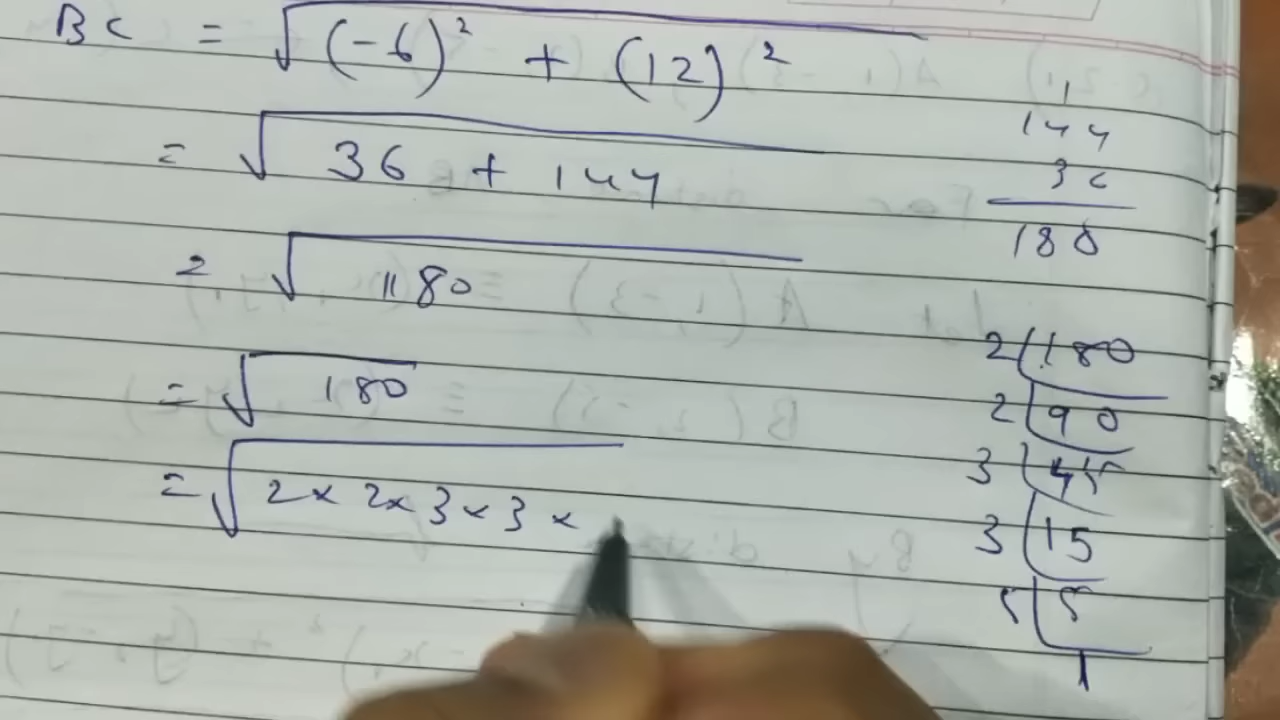 BC = √(-6)² + (12)²
= √36 + 144
= √1180
= √180
= √2 × 2 × 3 × 3 ×
1
144
36
180
2 | 180
2 | 90
3 | 45
3 | 15
5 | 5
1